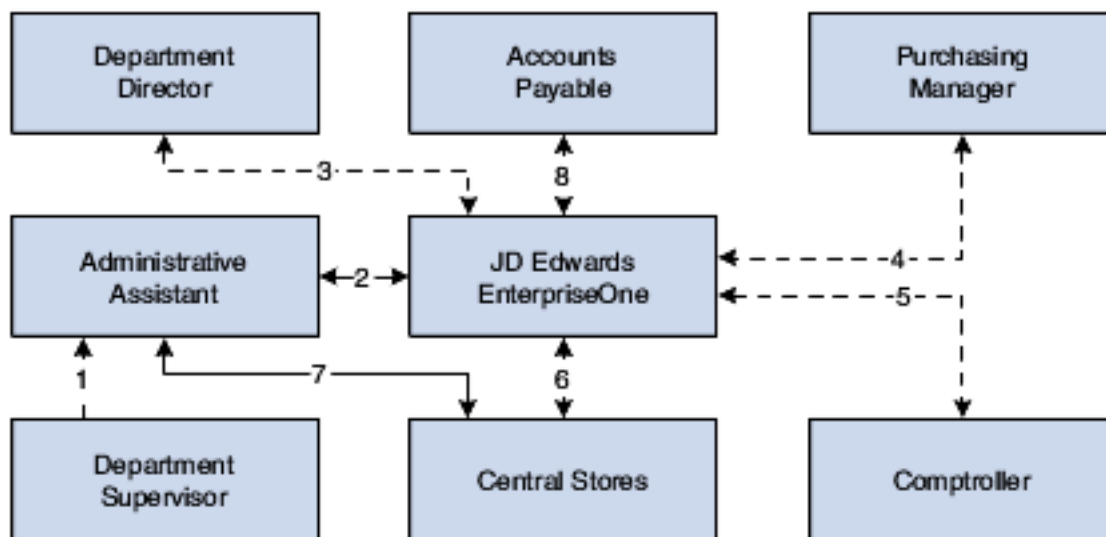 Department
Director
Accounts
Payable
Purchasing
Manager
3
8
Administrative
Assistant
2
JD Edwards
EnterpriseOne
4
5
1
7
6
Department
Supervisor
Central Stores
Comptroller